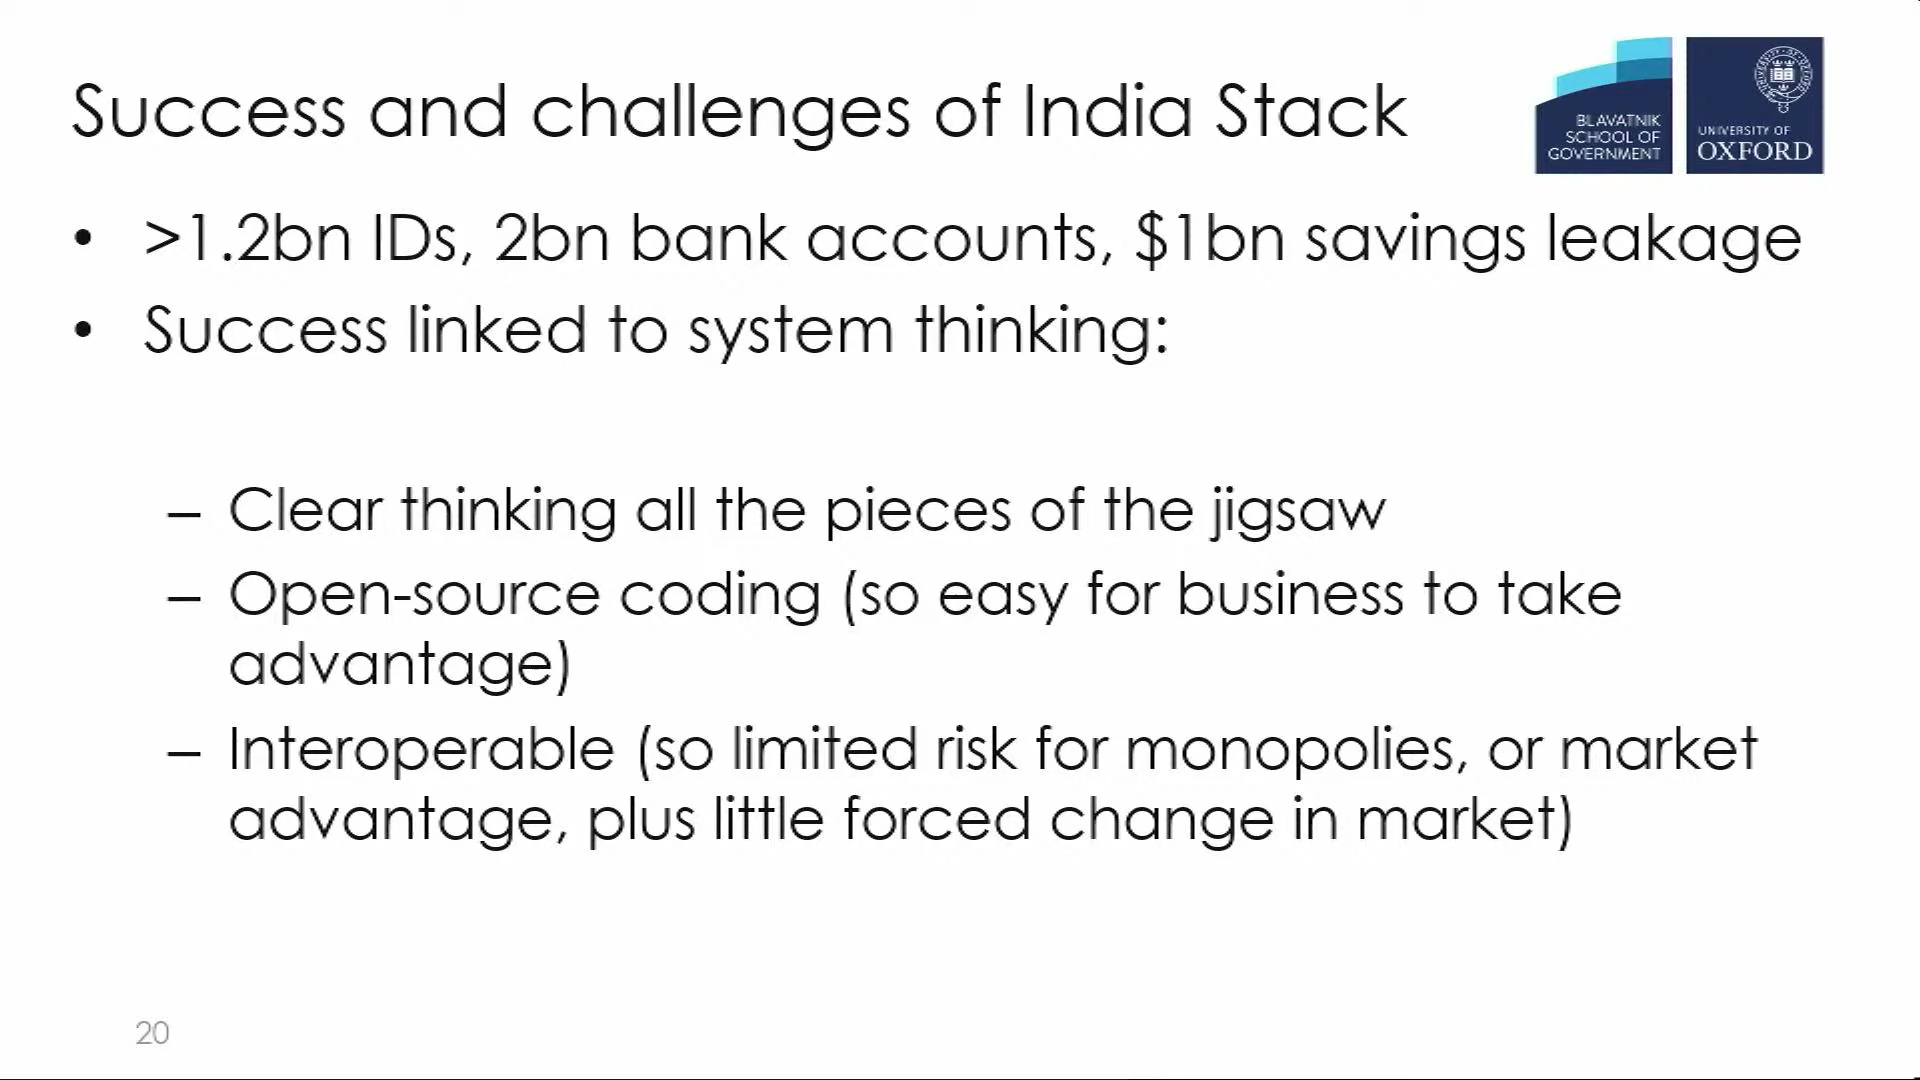 Success and challenges of India Stack
BLAVATNIK
SCHOOL OF
GOVERNMENT
UNIVERSITY OF
OXFORD
• >1.2bn IDs, 2bn bank accounts, $1bn savings leakage
• Success linked to system thinking:
– Clear thinking all the pieces of the jigsaw
– Open-source coding (so easy for business to take
advantage)
– Interoperable (so limited risk for monopolies, or market
advantage, plus little forced change in market)
20